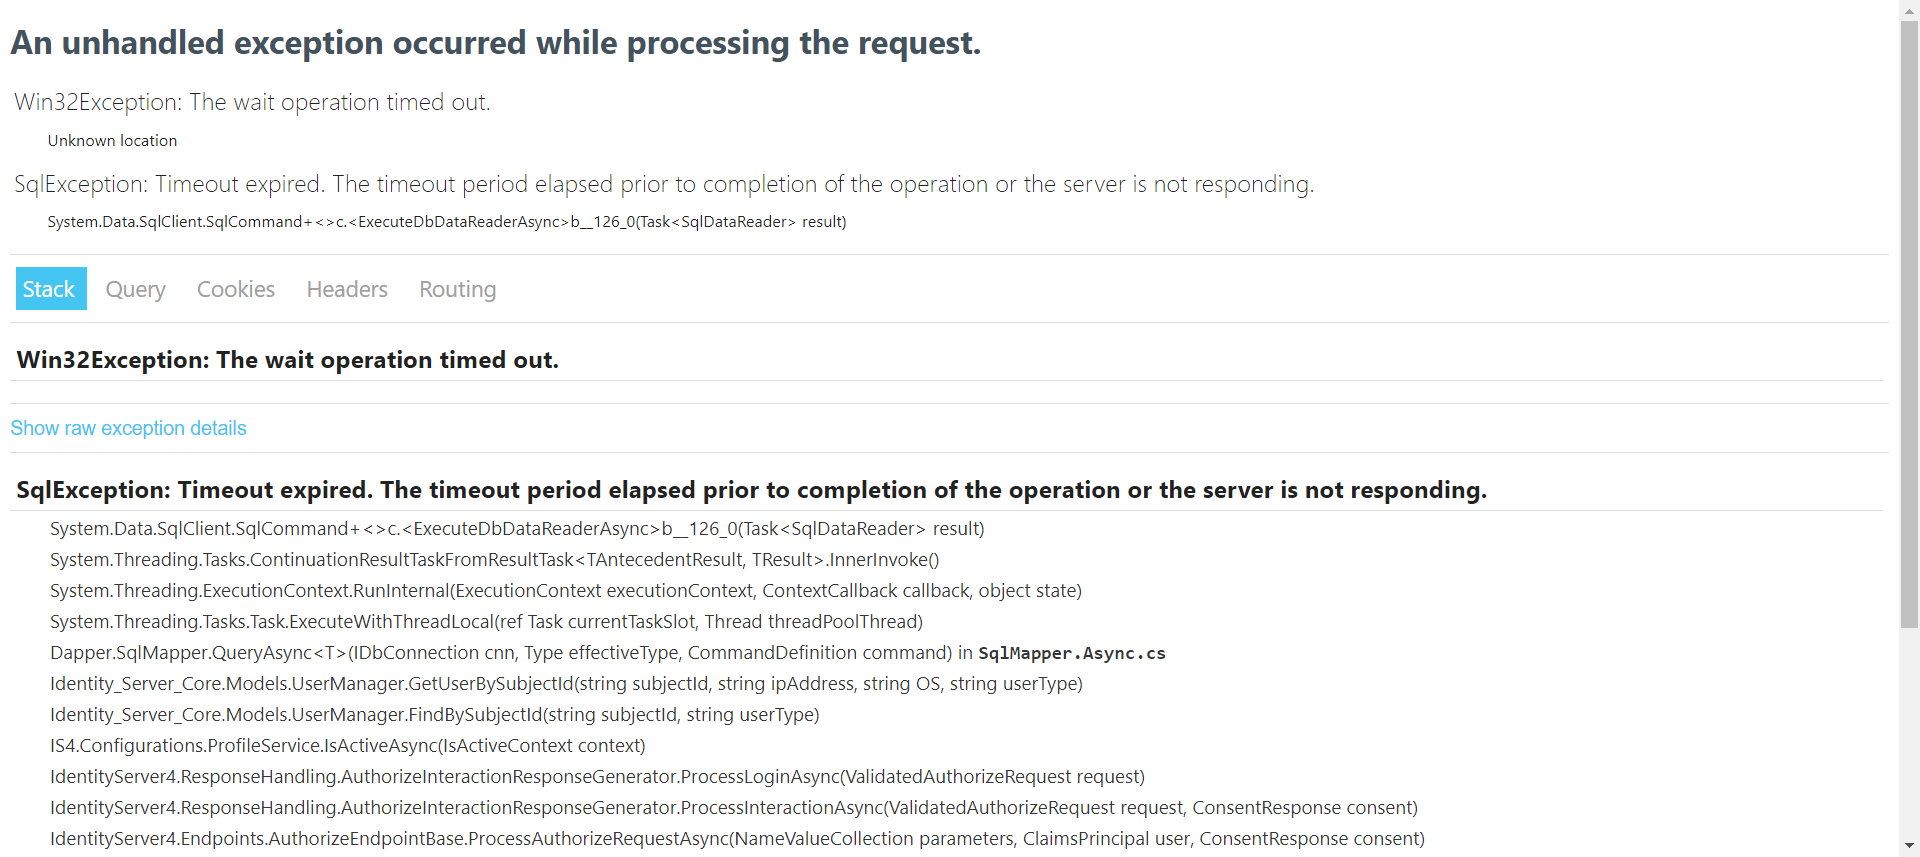 An unhandled exception occurred while processing the request.
Win32Exception: The wait operation timed out.
Unknown location
SqlException: Timeout expired. The timeout period elapsed prior to completion of the operation or the server is not responding.
System.Data.SqlClient.SqlCommand+<>c.<ExecuteDbDataReaderAsync>b__126_0(Task<SqlDataReader> result)
Stack Query Cookies Headers Routing
Win32Exception: The wait operation timed out.
Show raw exception details
SqlException: Timeout expired. The timeout period elapsed prior to completion of the operation or the server is not responding.
System.Data.SqlClient.SqlCommand+<>c.<ExecuteDbDataReaderAsync>b__126_0(Task<SqlDataReader> result)
System.Threading.Tasks.ContinuationResultTaskFromResultTask<TAntecedentResult, TResult>.InnerInvoke()
System.Threading.ExecutionContext.RunInternal(ExecutionContext executionContext, ContextCallback callback, object state)
System.Threading.Tasks.Task.ExecuteWithThreadLocal(ref Task currentTaskSlot, Thread threadPoolThread)
Dapper.SqlMapper.QueryAsync<T>(IDbConnection cnn, Type effectiveType, CommandDefinition command) in SqlMapper.Async.cs
Identity_Server_Core.Models.UserManager.GetUserBySubjectId(string subjectId, string ipAddress, string OS, string userType)
Identity_Server_Core.Models.UserManager.FindBySubjectId(string subjectId, string userType)
IS4.Configurations.ProfileService.IsActiveAsync(IsActiveContext context)
IdentityServer4.ResponseHandling.AuthorizeInteractionResponseGenerator.ProcessLoginAsync(ValidatedAuthorizeRequest request)
IdentityServer4.ResponseHandling.AuthorizeInteractionResponseGenerator.ProcessInteractionAsync(ValidatedAuthorizeRequest request, ConsentResponse consent)
IdentityServer4.Endpoints.AuthorizeEndpointBase.ProcessAuthorizeRequestAsync(NameValueCollection parameters, ClaimsPrincipal user, ConsentResponse consent)